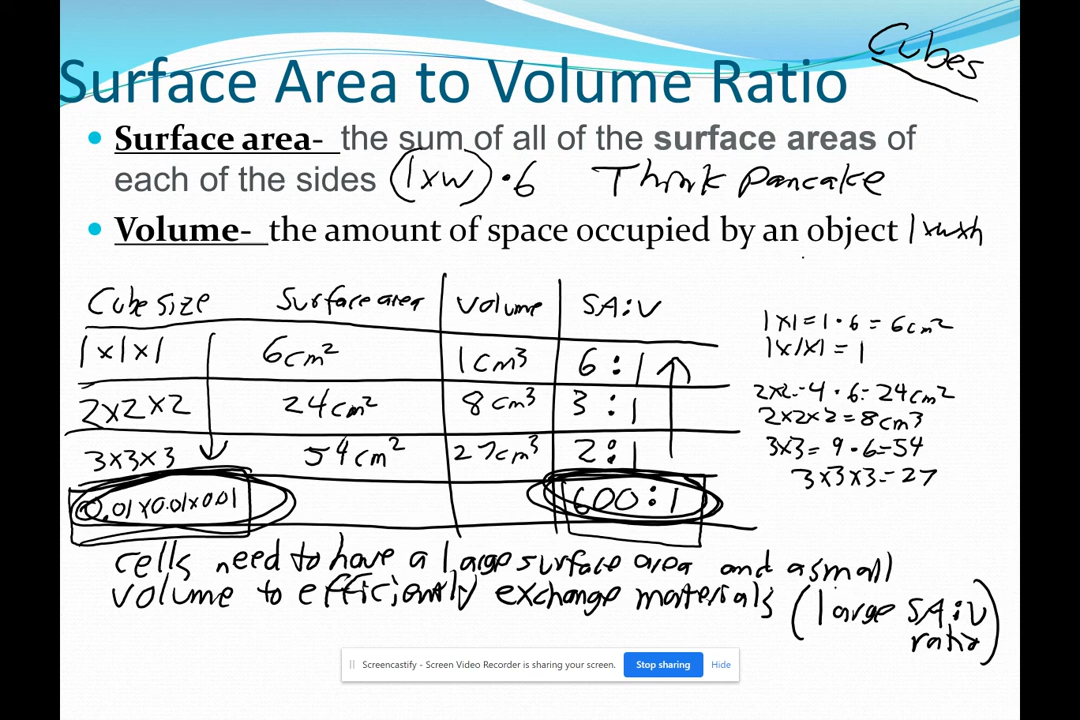 Cubes
Surface Area to Volume Ratio
• Surface area- the sum of all of the surface areas of
each of the sides (l x w) • 6 Think pancake
• Volume- the amount of space occupied by an object l x w x h
Cube size Surface area Volume SA:V
1x1x1 6cm² 1cm³ 6:1
2x2x2 24cm² 8cm³ 3:1
3x3x3 54cm² 27cm³ 2:1
0.01x0.01x0.01 600:1
1x1=1•6=6cm²
1x1x1=1
2x2=4•6=24cm²
2x2x2=8cm³
3x3=9•6=54
3x3x3=27
cells need to have a large surface area and a small
volume to efficiently exchange materials (large SA:V
ratio)
Screencastify - Screen Video Recorder is sharing your screen. Stop sharing Hide